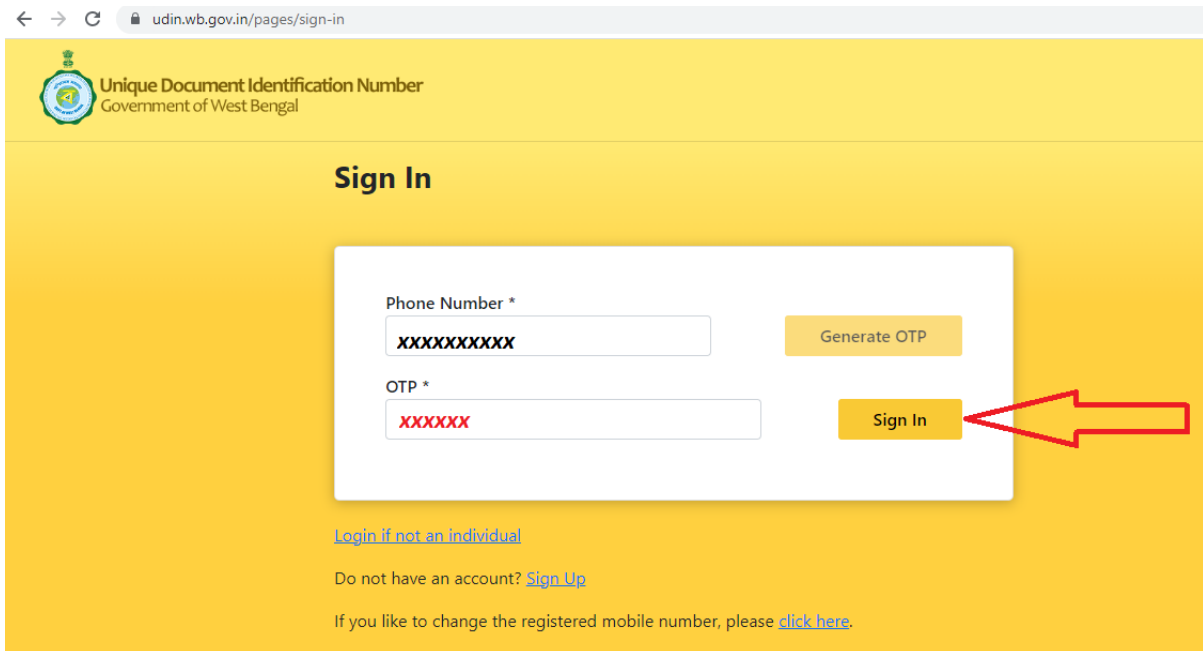 udin.wb.gov.in/pages/sign-in
Unique Document Identification Number
Government of West Bengal
Sign In
Phone Number *
xxxxxxxxxx
Generate OTP
OTP *
xxxxxx
Sign In
Login if not an individual
Do not have an account? Sign Up
If you like to change the registered mobile number, please click here.